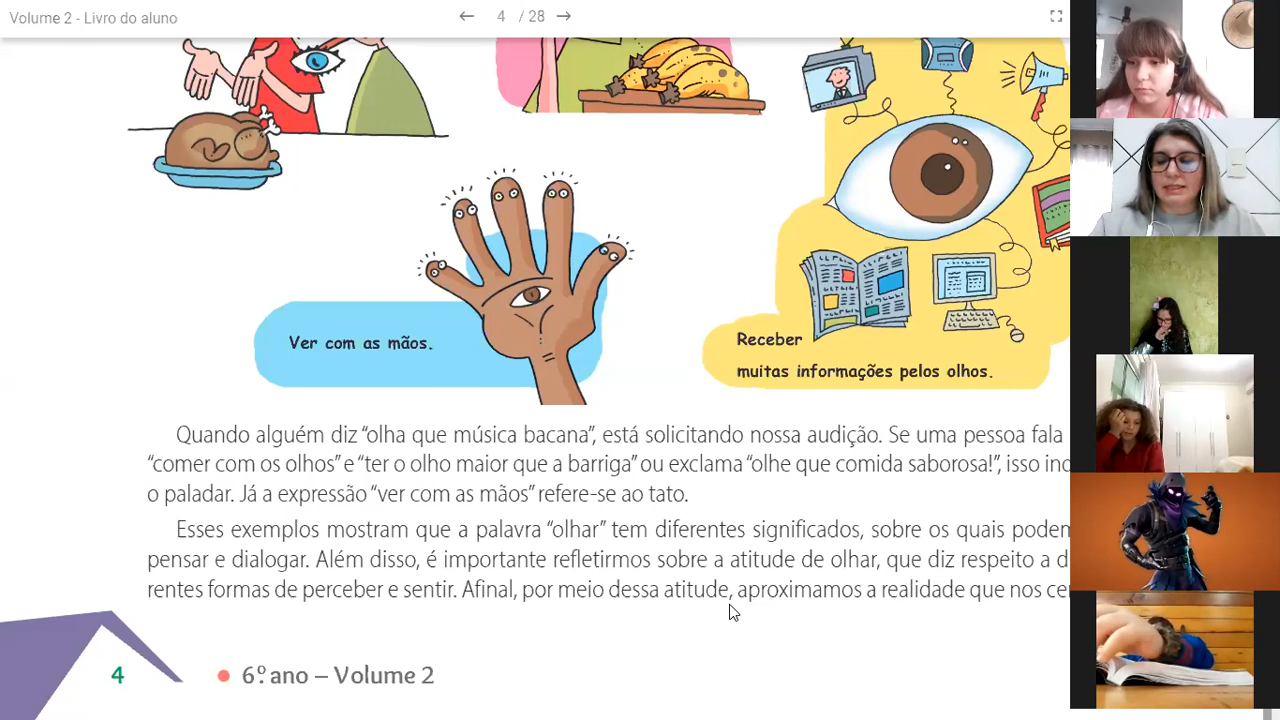 Volume 2 - Livro do aluno
4 / 28
Ver com as mãos.
Receber
muitas informações pelos olhos.
Quando alguém diz “olha que música bacana”, está solicitando nossa audição. Se uma pessoa fala
“comer com os olhos” e “ter o olho maior que a barriga” ou exclama “olhe que comida saborosa!”, isso
o paladar. Já a expressão “ver com as mãos” refere-se ao tato.
Esses exemplos mostram que a palavra “olhar” tem diferentes significados, sobre os quais
pensar e dialogar. Além disso, é importante refletirmos sobre a atitude de olhar, que diz respeito a
rentes formas de perceber e sentir. Afinal, por meio dessa atitude, aproximamos a realidade que nos
4
6.º ano – Volume 2